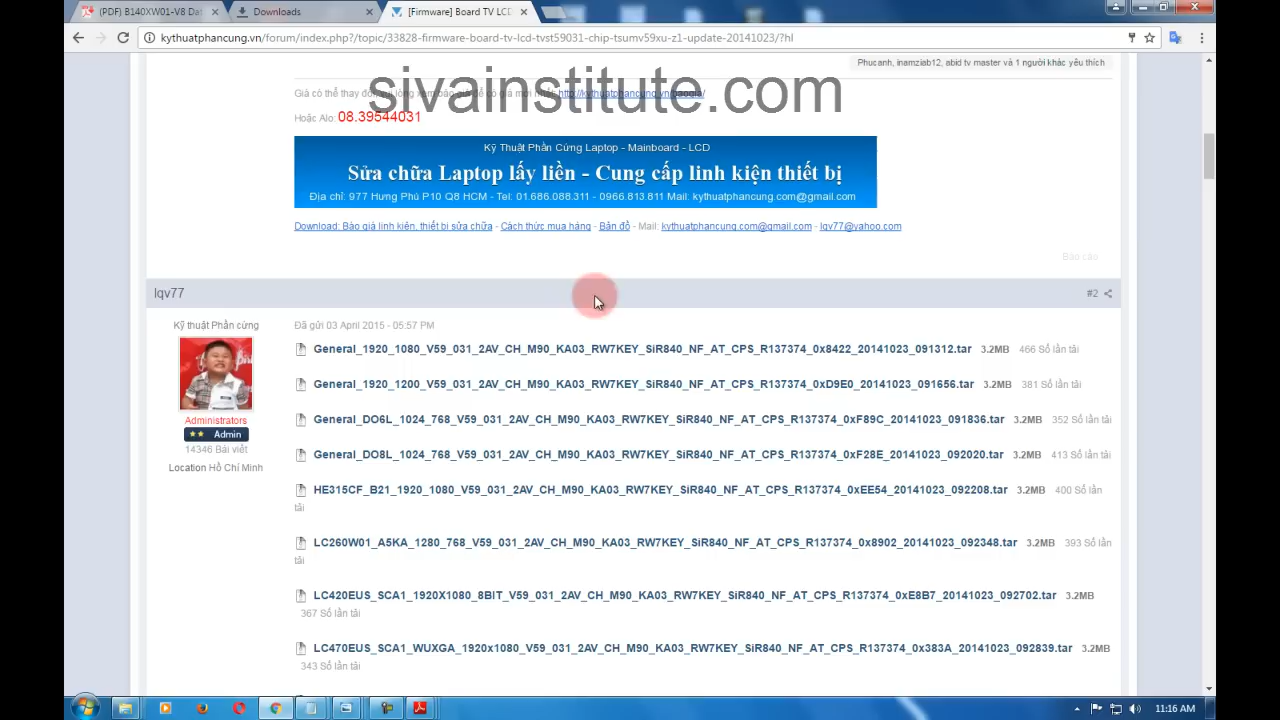 (PDF) B140XW01-V8 Da
Downloads
[Firmware] Board TV LCD
kythuatphancung.vn/forum/index.php?/topic/33828-firmware-board-tv-lcd-tvst59031-chip-tsumv59xu-z1-update-20141023/?hl
Phucanh, inamziab12, abid tv master và 1 người khác yêu thích
sivainstitute.com
Giá có thể thay đổi
Hoặc Alo: 08.39544031
Kỹ Thuật Phần Cứng Laptop - Mainboard - LCD
Sửa chữa Laptop lấy liền - Cung cấp linh kiện thiết bị
Địa chỉ: 977 Hưng Phú P10 Q8 HCM - Tel: 01.686.088.311 - 0966.813.811 Mail: kythuatphancung.com@gmail.com
Download: Báo giá linh kiện, thiết bị sửa chữa - Cách thức mua hàng - Bản đồ - Mail: kythuatphancung.com@gmail.com - lqv77@yahoo.com
Báo cáo
lqv77
#2
Kỹ thuật Phần cứng
Administrators
Admin
14346 Bài viết
Location Hồ Chí Minh
Đã gửi 03 April 2015 - 05:57 PM
General_1920_1080_V59_031_2AV_CH_M90_KA03_RW7KEY_SiR840_NF_AT_CPS_R137374_0x8422_20141023_091312.tar 3.2MB 466 Số lần tải
General_1920_1200_V59_031_2AV_CH_M90_KA03_RW7KEY_SiR840_NF_AT_CPS_R137374_0xD9E0_20141023_091656.tar 3.2MB 381 Số lần tải
General_DO6L_1024_768_V59_031_2AV_CH_M90_KA03_RW7KEY_SiR840_NF_AT_CPS_R137374_0xF89C_20141023_091836.tar 3.2MB 352 Số lần tải
General_DO8L_1024_768_V59_031_2AV_CH_M90_KA03_RW7KEY_SiR840_NF_AT_CPS_R137374_0xF28E_20141023_092020.tar 3.2MB 413 Số lần tải
HE315CF_B21_1920_1080_V59_031_2AV_CH_M90_KA03_RW7KEY_SiR840_NF_AT_CPS_R137374_0xEE54_20141023_092208.tar 3.2MB 400 Số lần
tải
LC260W01_A5KA_1280_768_V59_031_2AV_CH_M90_KA03_RW7KEY_SiR840_NF_AT_CPS_R137374_0x8902_20141023_092348.tar 3.2MB 393 Số lần
tải
LC420EUS_SCA1_1920X1080_8BIT_V59_031_2AV_CH_M90_KA03_RW7KEY_SiR840_NF_AT_CPS_R137374_0xE8B7_20141023_092702.tar 3.2MB
367 Số lần tải
LC470EUS_SCA1_WUXGA_1920x1080_V59_031_2AV_CH_M90_KA03_RW7KEY_SiR840_NF_AT_CPS_R137374_0x383A_20141023_092839.tar 3.2MB
343 Số lần tải
11:16 AM